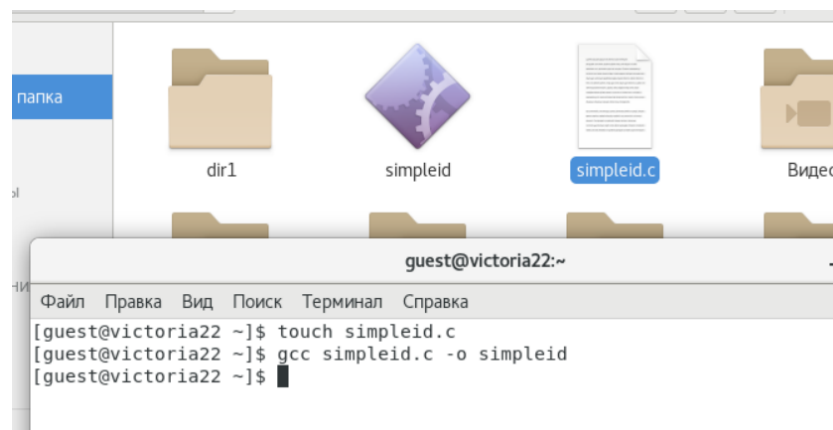 папка
dir1
simpleid
simpleid.c
Видео
guest@victoria22:~
Файл Правка Вид Поиск Терминал Справка
[guest@victoria22 ~]$ touch simpleid.c
[guest@victoria22 ~]$ gcc simpleid.c -o simpleid
[guest@victoria22 ~]$